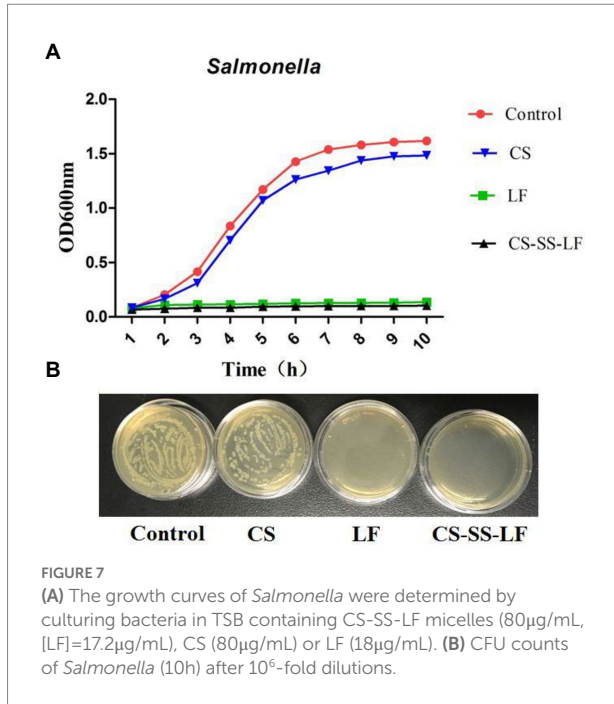 A
Salmonella
2.0
1.5
1.0
0.5
0.0
OD600nm
1 2 3 4 5 6 7 8 9 10
Time（h）
Control
CS
LF
CS-SS-LF
B
Control CS LF CS-SS-LF
FIGURE 7
(A) The growth curves of Salmonella were determined by
culturing bacteria in TSB containing CS-SS-LF micelles (80μg/mL,
[LF]=17.2μg/mL), CS (80μg/mL) or LF (18μg/mL). (B) CFU counts
of Salmonella (10h) after 10⁶-fold dilutions.